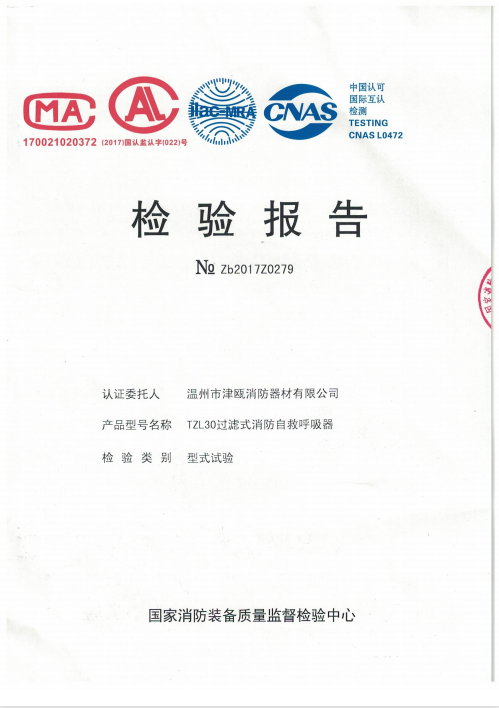 MA
AL
ilac-MRA
CNAS
中国认可
国际互认
检测
TESTING
CNAS L0472
170021020372 (2017)国认监认字(022)号
检验报告
№ Zb2017Z0279
认证委托人 温州市津瓯消防器材有限公司
产品型号名称 TZL30过滤式消防自救呼吸器
检验类别 型式试验
国家消防装备质量监督检验中心